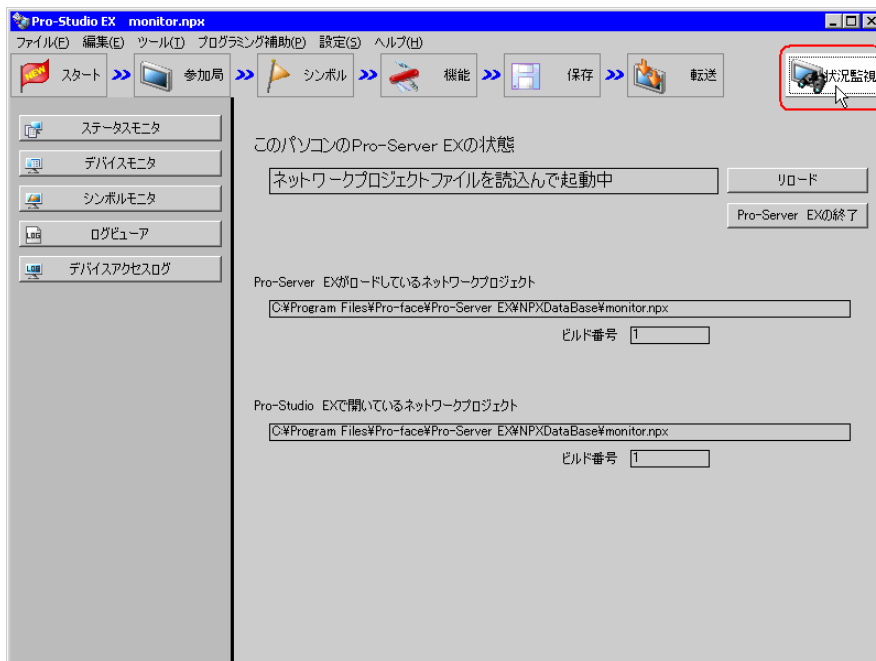 Pro-Studio EX monitor.npx
ファイル(F) 編集(E) ツール(T) プログラミング補助(P) 設定(S) ヘルプ(H)
NEW スタート 参加局 シンボル 機能 保存 転送 状況監視
ステータスモニタ
デバイスモニタ
シンボルモニタ
LOG ログビューア
デバイスアクセスログ
このパソコンのPro-Server EXの状態
ネットワークプロジェクトファイルを読込んで起動中 リロード
Pro-Server EXの終了
Pro-Server EXがロードしているネットワークプロジェクト
C:¥Program Files¥Pro-face¥Pro-Server EX¥NPXDataBase¥monitor.npx
ビルド番号 1
Pro-Studio EXで開いているネットワークプロジェクト
C:¥Program Files¥Pro-face¥Pro-Server EX¥NPXDataBase¥monitor.npx
ビルド番号 1